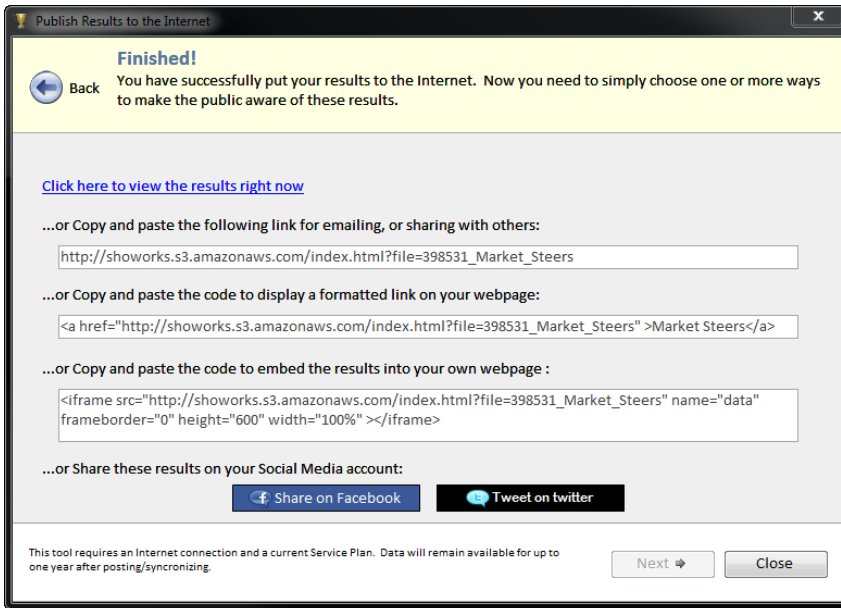 Publish Results to the Internet
x
Finished!
Back
You have successfully put your results to the Internet. Now you need to simply choose one or more ways
to make the public aware of these results.
Click here to view the results right now
...or Copy and paste the following link for emailing, or sharing with others:
http://showorks.s3.amazonaws.com/index.html?file=398531_Market_Steers
...or Copy and paste the code to display a formatted link on your webpage:
<a href="http://showorks.s3.amazonaws.com/index.html?file=398531_Market_Steers" >Market Steers</a>
...or Copy and paste the code to embed the results into your own webpage :
<iframe src="http://showorks.s3.amazonaws.com/index.html?file=398531_Market_Steers" name="data"
frameborder="0" height="600" width="100%" ></iframe>
...or Share these results on your Social Media account:
f Share on Facebook
t Tweet on twitter
This tool requires an Internet connection and a current Service Plan. Data will remain available for up to
one year after posting/syncronizing.
Next
Close